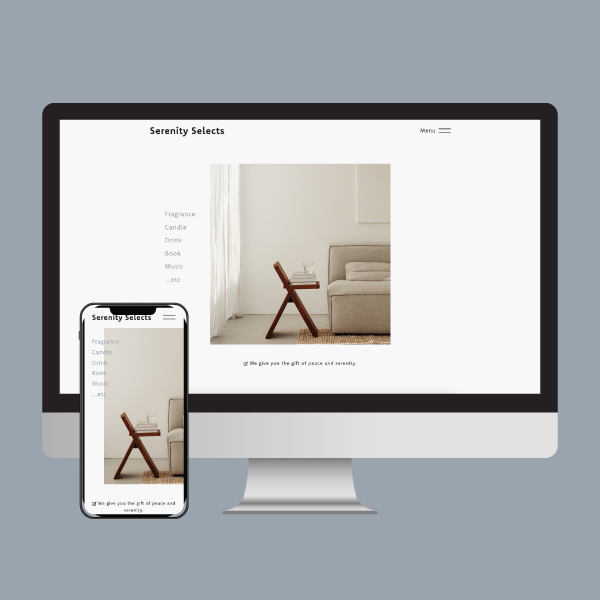 Serenity Selects
Menu
Fragrance
Candle
Drink
Book
Music
...etc
We give you the gift of peace and serenity.
Serenity Selects
Fragrance
Candle
Drink
Book
Music
...etc
We give you the gift of peace and
serenity.